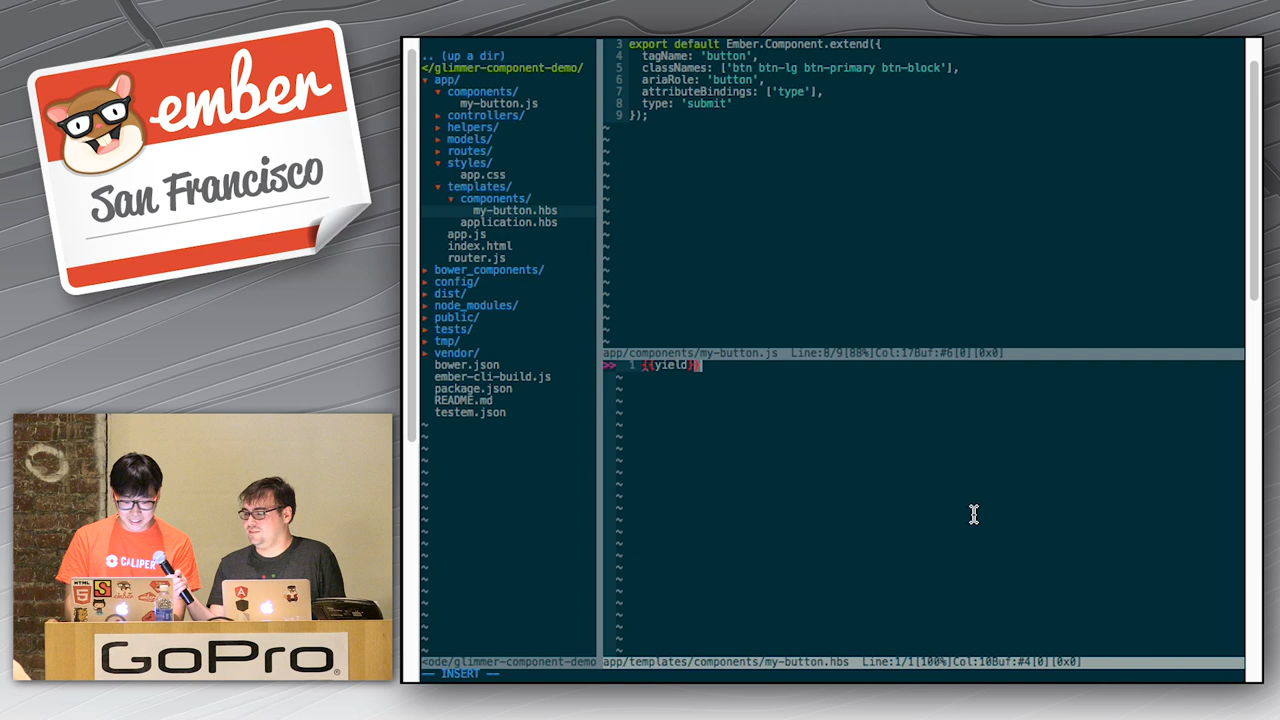 ember
San Francisco
.. (up a dir)
</glimmer-component-demo/
▾ app/
▾ components/
my-button.js
▸ controllers/
▸ helpers/
▸ models/
▸ routes/
▾ styles/
app.css
▾ templates/
▾ components/
my-button.hbs
application.hbs
app.js
index.html
router.js
▸ bower_components/
▸ config/
▸ dist/
▸ node_modules/
▸ public/
▸ tests/
▸ tmp/
▸ vendor/
bower.json
ember-cli-build.js
package.json
README.md
testem.json
<ode/glimmer-component-demo
-- INSERT --
3 export default Ember.Component.extend({
4 tagName: 'button',
5 classNames: ['btn btn-lg btn-primary btn-block'],
6 ariaRole: 'button',
7 attributeBindings: ['type'],
8 type: 'submit'
9 });
app/components/my-button.js Line:8/9[88%]Col:17Buf:#6[0][0x0]
>> 1 {{yield}}
app/templates/components/my-button.hbs Line:1/1[100%]Col:10Buf:#4[0][0x0]
CALIPER
HTML
5
GoPro